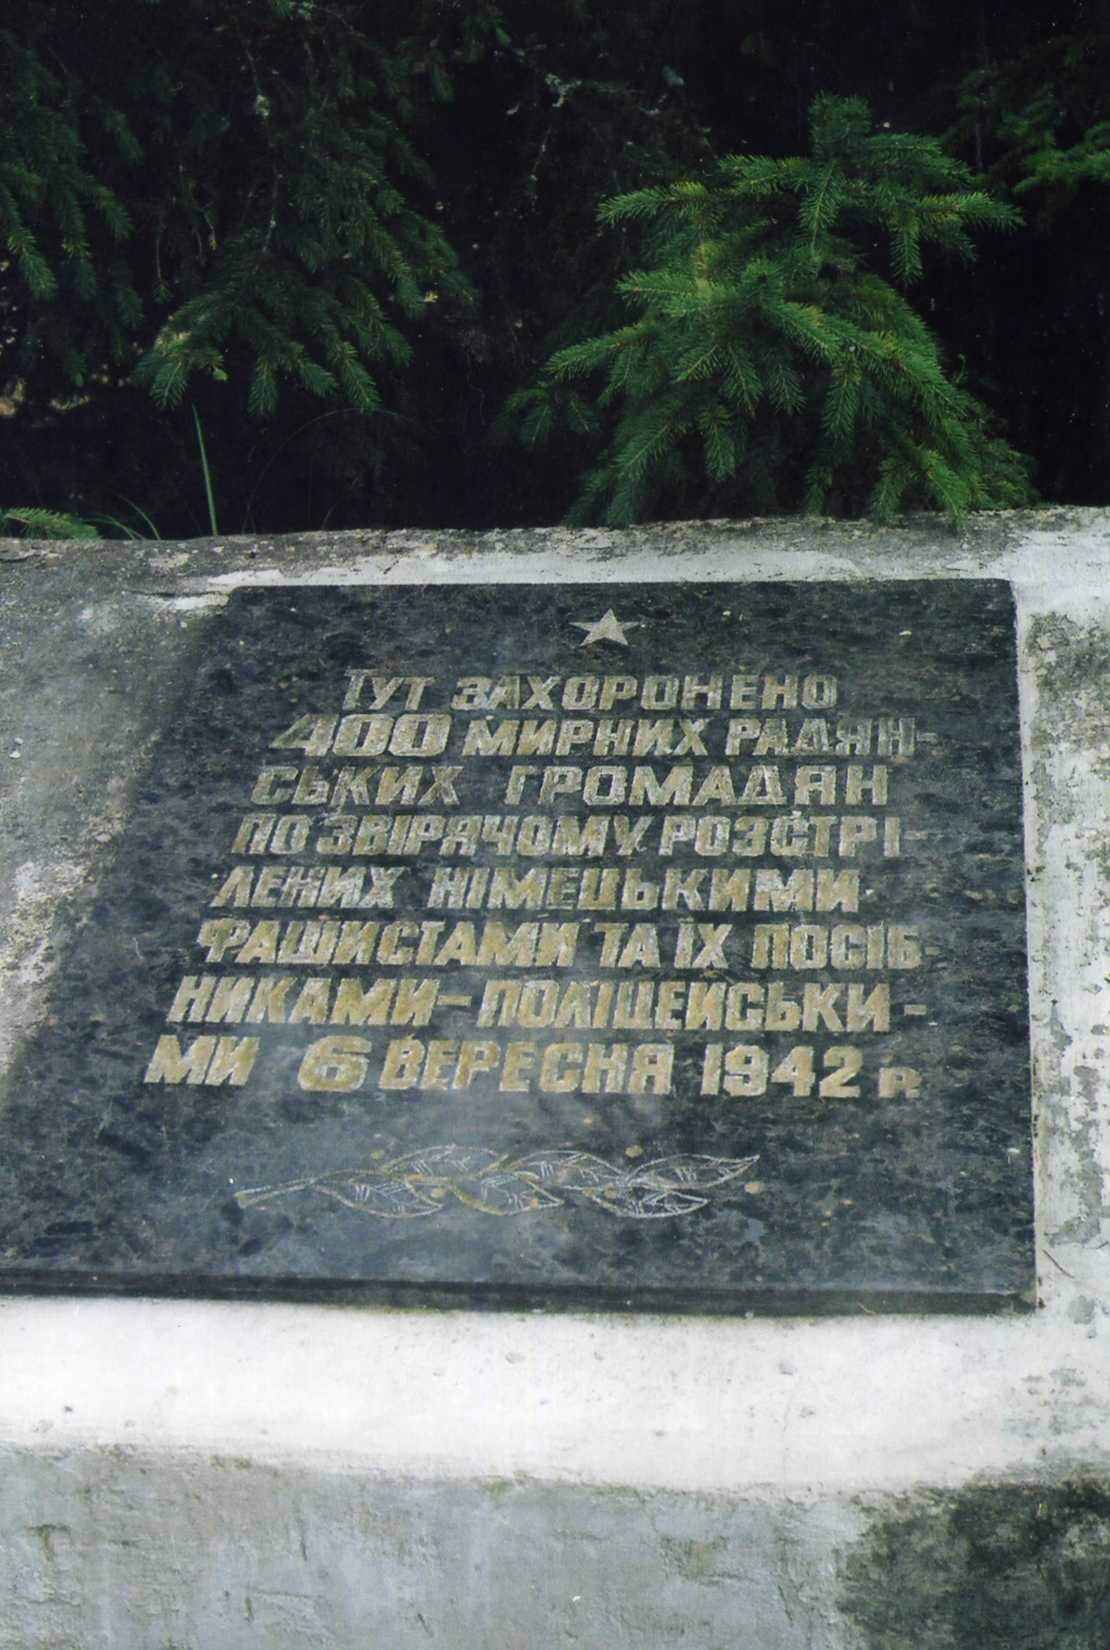 Тут захоронено
400 мирних радян-
ських громадян
по звірячому розстрі-
лених німецькими
фашистами та їх посіб-
никами – поліцейськи-
ми 6 вересня 1942 р.